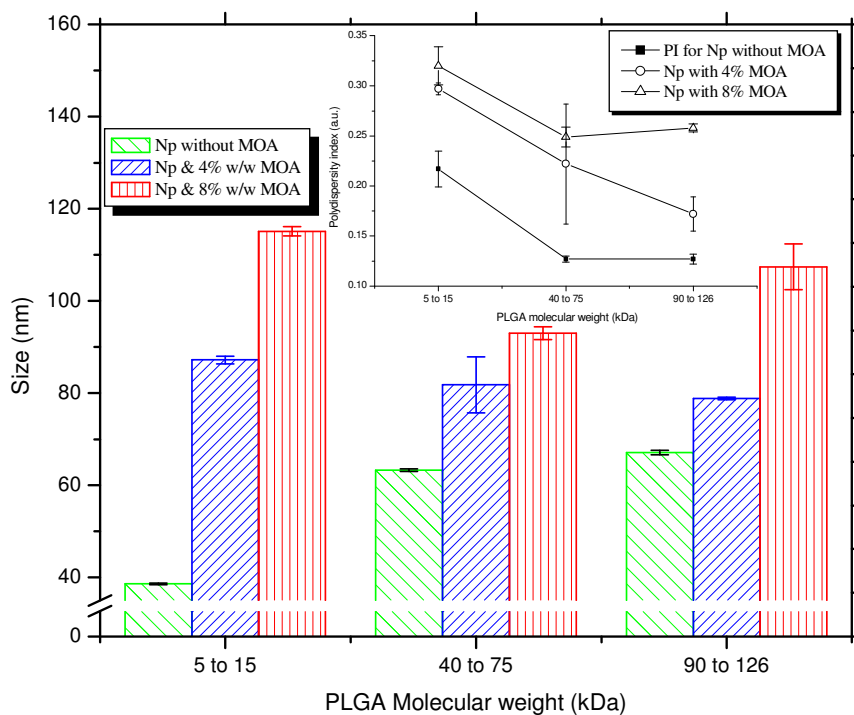 160
140
120
100
80
60
40
0
Size (nm)
Np without MOA
Np & 4% w/w MOA
Np & 8% w/w MOA
0.35
0.30
0.25
0.20
0.15
0.10
Polydispersity index (a.u.)
PI for Np without MOA
Np with 4% MOA
Np with 8% MOA
5 to 15
40 to 75
90 to 126
PLGA molecular weight (kDa)
5 to 15
40 to 75
90 to 126
PLGA Molecular weight (kDa)